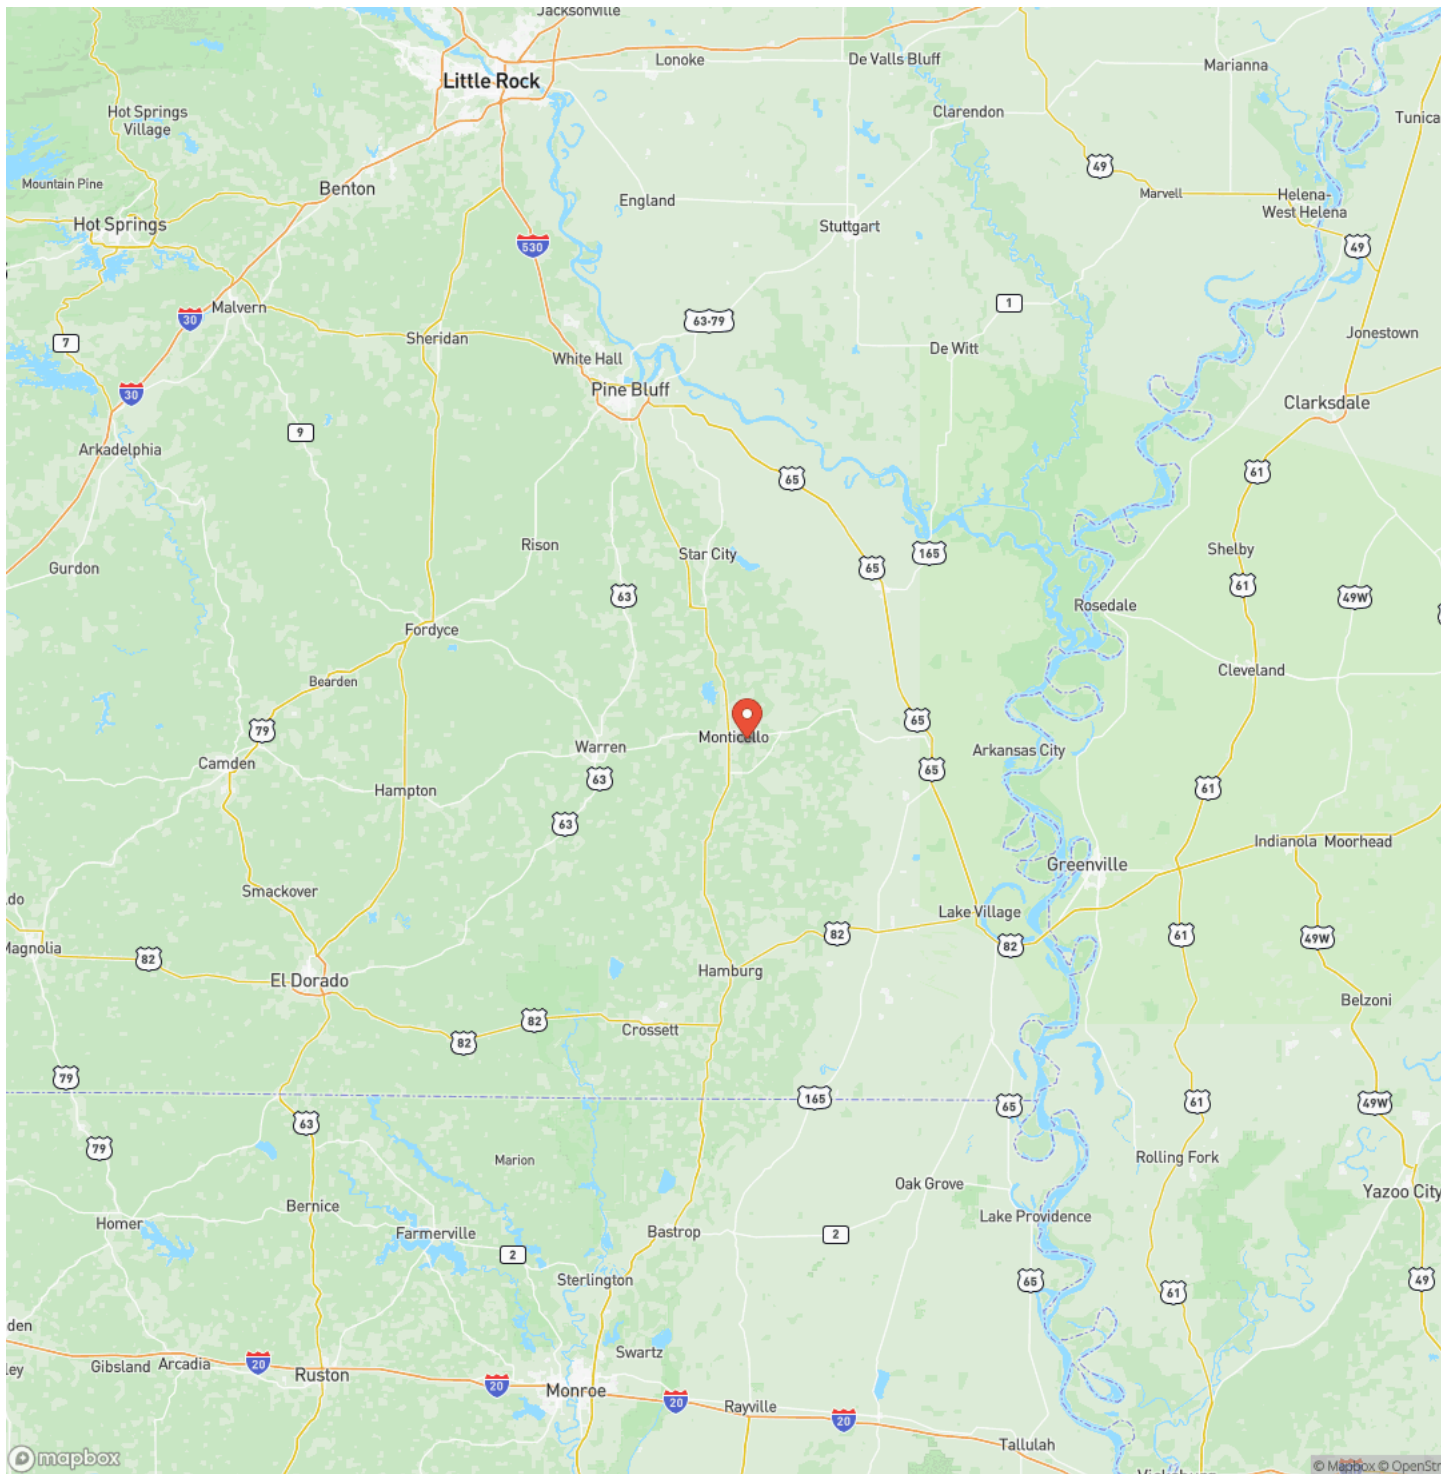 Jacksonville
Little Rock
Lonoke
De Valls Bluff
Marianna
Hot Springs
Village
Clarendon
Tunica
49
Mountain Pine
Benton
England
Marvell
Helena-
West Helena
Hot Springs
Stuttgart
530
49
Malvern
30
63-79
1
Sheridan
Jonestown
7
White Hall
De Witt
30
Pine Bluff
Clarksdale
9
Arkadelphia
65
61
Rison
Star City
165
Shelby
Gurdon
65
61
63
49W
Rosedale
Fordyce
Cleveland
Bearden
79
65
Monticello
Warren
Arkansas City
Camden
63
65
Hampton
61
63
Indianola
Moorhead
Greenville
Smackover
do
Lake Village
82
61
49W
Magnolia
82
82
El Dorado
Hamburg
Belzoni
82
Crossett
82
79
165
65
61
49W
63
79
Marion
Rolling Fork
Oak Grove
Yazoo City
Bernice
Lake Providence
Homer
Farmerville
Bastrop
2
2
Sterlington
65
49
61
den
Swartz
ley
Gibsland
Arcadia
20
Ruston
20
Monroe
20
Rayville
20
Tallulah
mapbox
© Mapbox © OpenStr